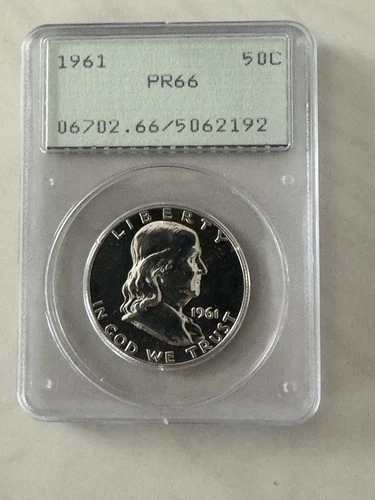 1961 50C
PR66
06702.66/5062192
LIBERTY
1961
IN GOD WE TRUST